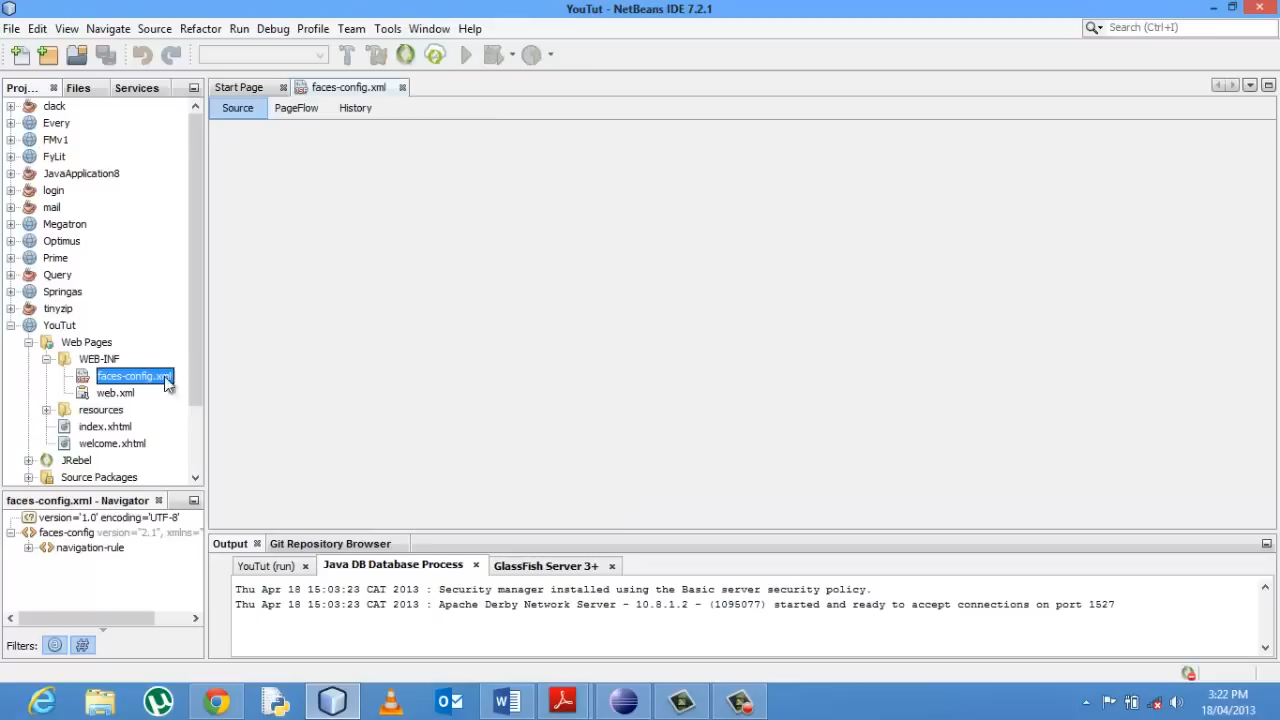 YouTut - NetBeans IDE 7.2.1
File Edit View Navigate Source Refactor Run Debug Profile Team Tools Window Help
Search (Ctrl+I)
Proj... Files Services
Start Page faces-config.xml
Source PageFlow History
clack
Every
FMv1
FyLit
JavaApplication8
login
mail
Megatron
Optimus
Prime
Query
Springas
tinyzip
YouTut
Web Pages
WEB-INF
faces-config.xml
web.xml
resources
index.xhtml
welcome.xhtml
JRebel
Source Packages
faces-config.xml - Navigator
version='1.0' encoding='UTF-8'
faces-config version="2.1", xmlns="
navigation-rule
Filters:
Output Git Repository Browser
YouTut (run) Java DB Database Process GlassFish Server 3+
Thu Apr 18 15:03:23 CAT 2013 : Security manager installed using the Basic server security policy.
Thu Apr 18 15:03:23 CAT 2013 : Apache Derby Network Server - 10.8.1.2 - (1095077) started and ready to accept connections on port 1527
3:22 PM
18/04/2013